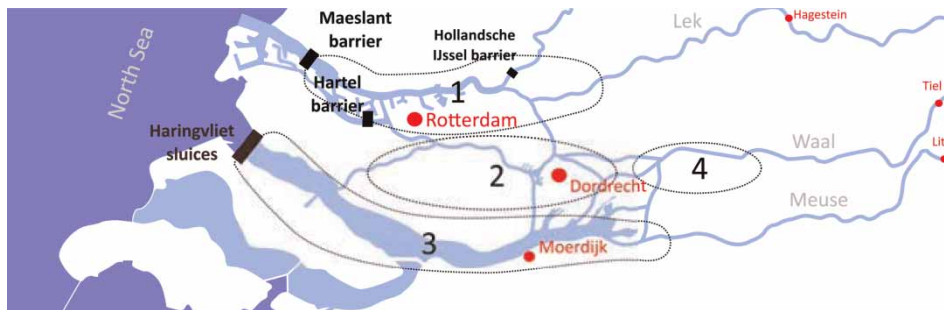 Maeslant
barrier
Hollandsche
IJssel barrier
Lek
Hagestein
North Sea
Hartel
barrier
1
Rotterdam
Tiel
Haringvliet
sluices
2
Dordrecht
4
Waal
Lit
Meuse
3
Moerdijk